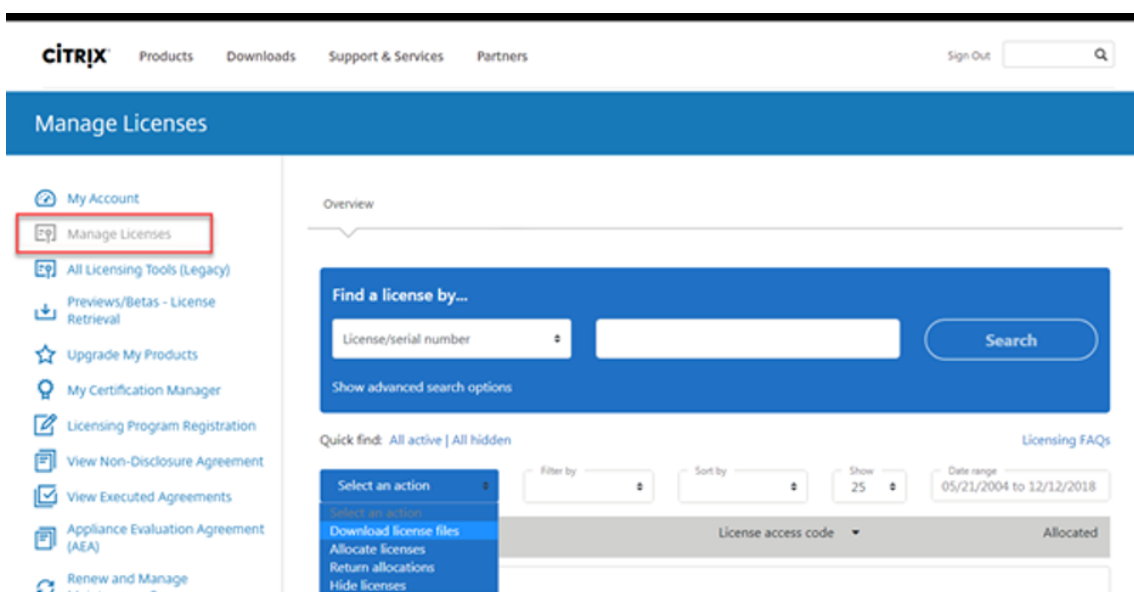 CİTRIX Products Downloads Support & Services Partners Sign Out
Manage Licenses
My Account
Manage Licenses
All Licensing Tools (Legacy)
Previews/Betas - License
Retrieval
Upgrade My Products
My Certification Manager
Licensing Program Registration
View Non-Disclosure Agreement
View Executed Agreements
Appliance Evaluation Agreement
(AEA)
Renew and Manage
Overview
Find a license by...
License/serial number
Search
Show advanced search options
Quick find: All active | All hidden Licensing FAQs
Select an action Filter by Sort by Show 25 Date range 05/21/2004 to 12/12/2018
Select an action
Download license files
Allocate licenses
Return allocations
Hide licenses
License access code Allocated